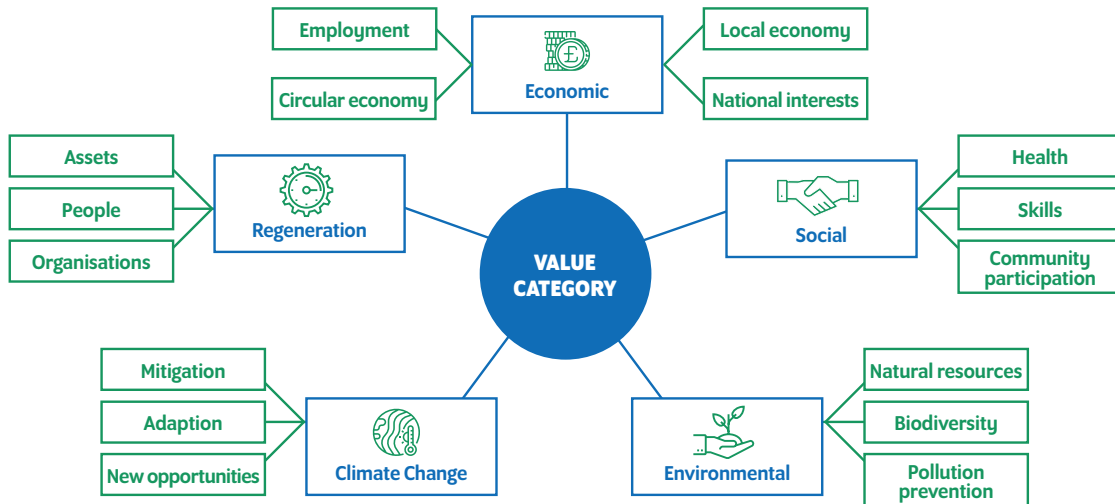 Employment
Circular economy
£
Economic
Local economy
National interests
Assets
People
Organisations
Regeneration
VALUE
CATEGORY
Social
Health
Skills
Community
participation
Mitigation
Adaption
New opportunities
Climate Change
Environmental
Natural resources
Biodiversity
Pollution
prevention